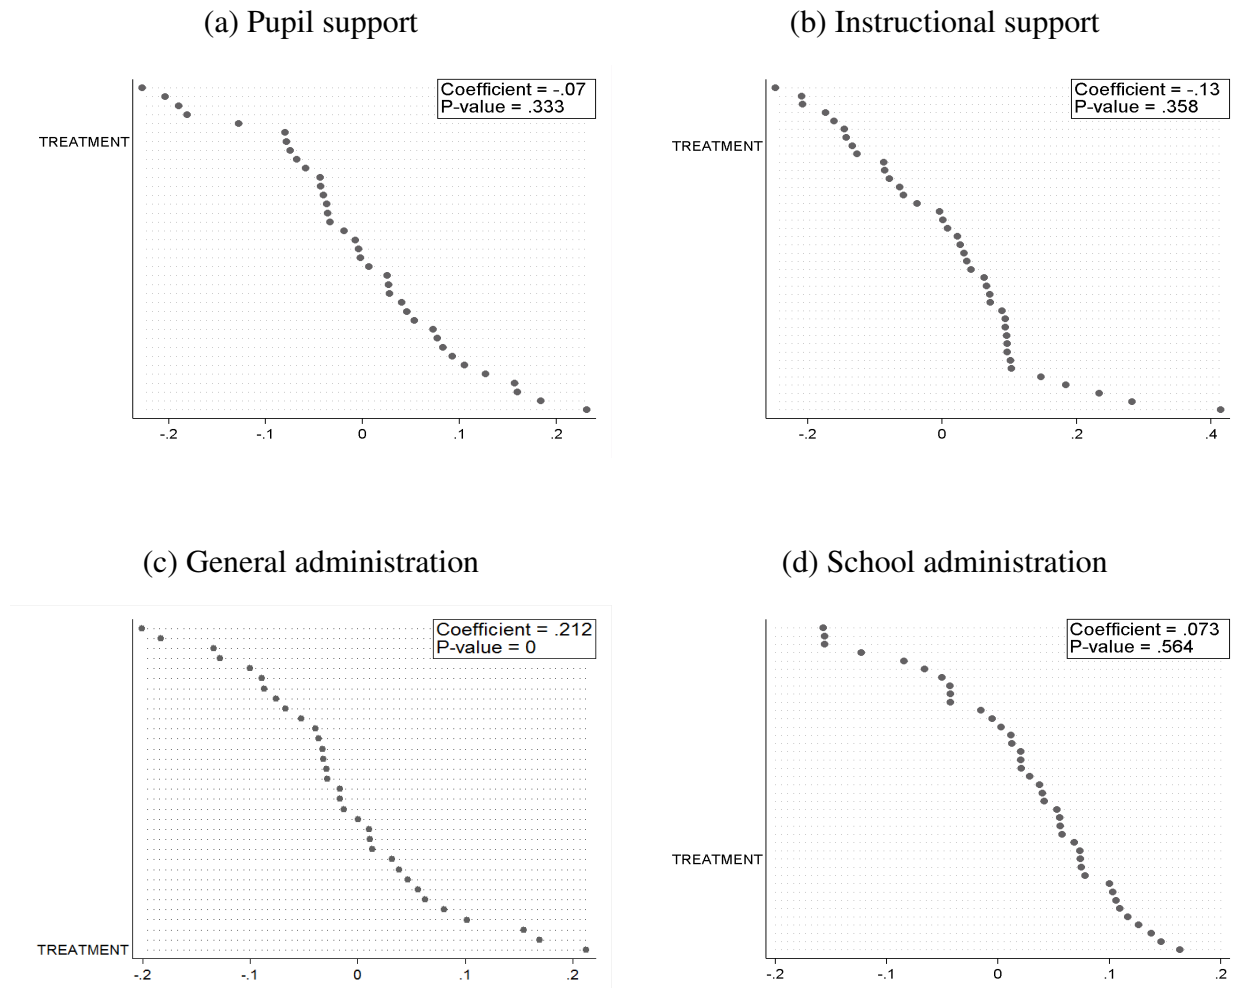 (a) Pupil support
Coefficient = -.07
P-value = .333
TREATMENT
-.2 -.1 0 .1 .2
(b) Instructional support
Coefficient = -.13
P-value = .358
TREATMENT
-.2 0 .2 .4
(c) General administration
Coefficient = .212
P-value = 0
TREATMENT
-.2 -.1 0 .1 .2
(d) School administration
Coefficient = .073
P-value = .564
TREATMENT
-.2 -.1 0 .1 .2